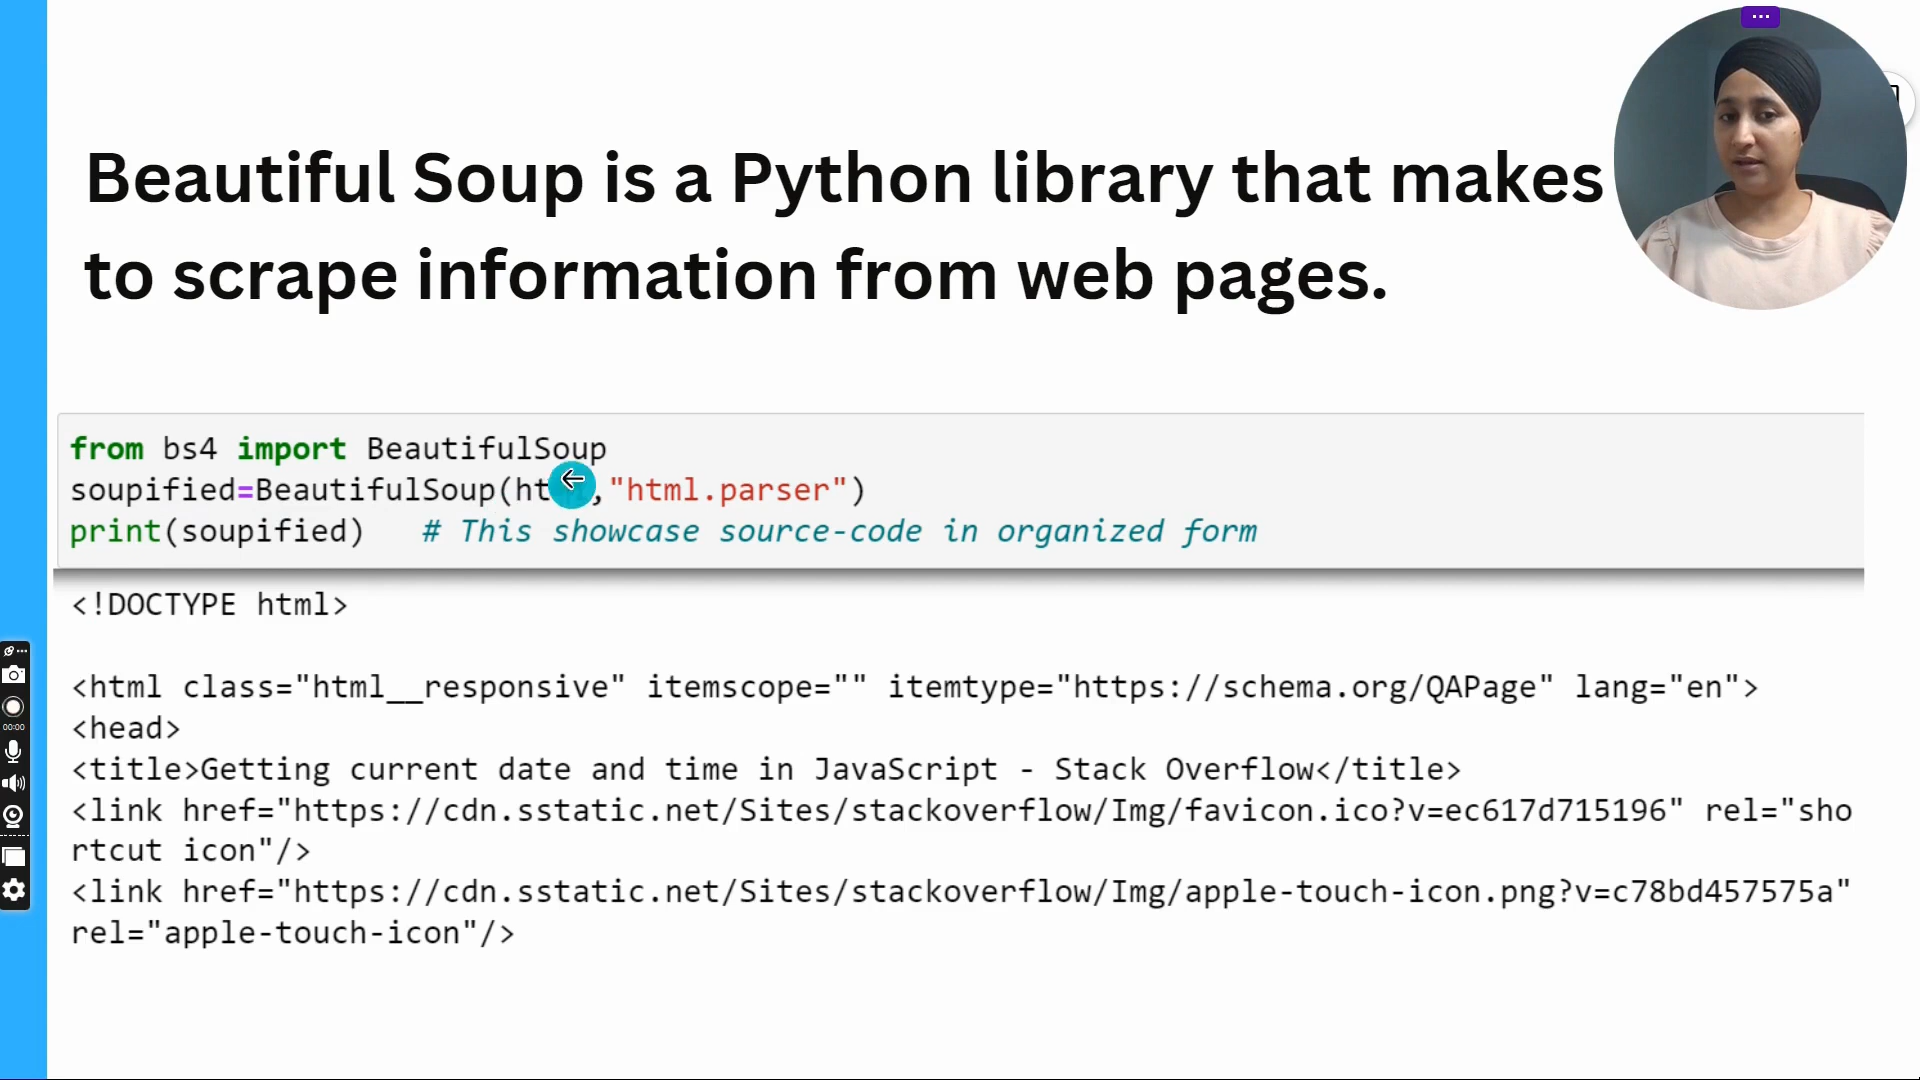 Beautiful Soup is a Python library that makes
to scrape information from web pages.
from bs4 import BeautifulSoup
soupified=BeautifulSoup( ,"html.parser")
print(soupified)   # This showcase source-code in organized form
<!DOCTYPE html>
<html class="html__responsive" itemscope="" itemtype="https://schema.org/QAPage" lang="en">
<head>
<title>Getting current date and time in JavaScript - Stack Overflow</title>
<link href="https://cdn.sstatic.net/Sites/stackoverflow/Img/favicon.ico?v=ec617d715196" rel="sho
rtcut icon"/>
<link href="https://cdn.sstatic.net/Sites/stackoverflow/Img/apple-touch-icon.png?v=c78bd457575a"
rel="apple-touch-icon"/>
00:00